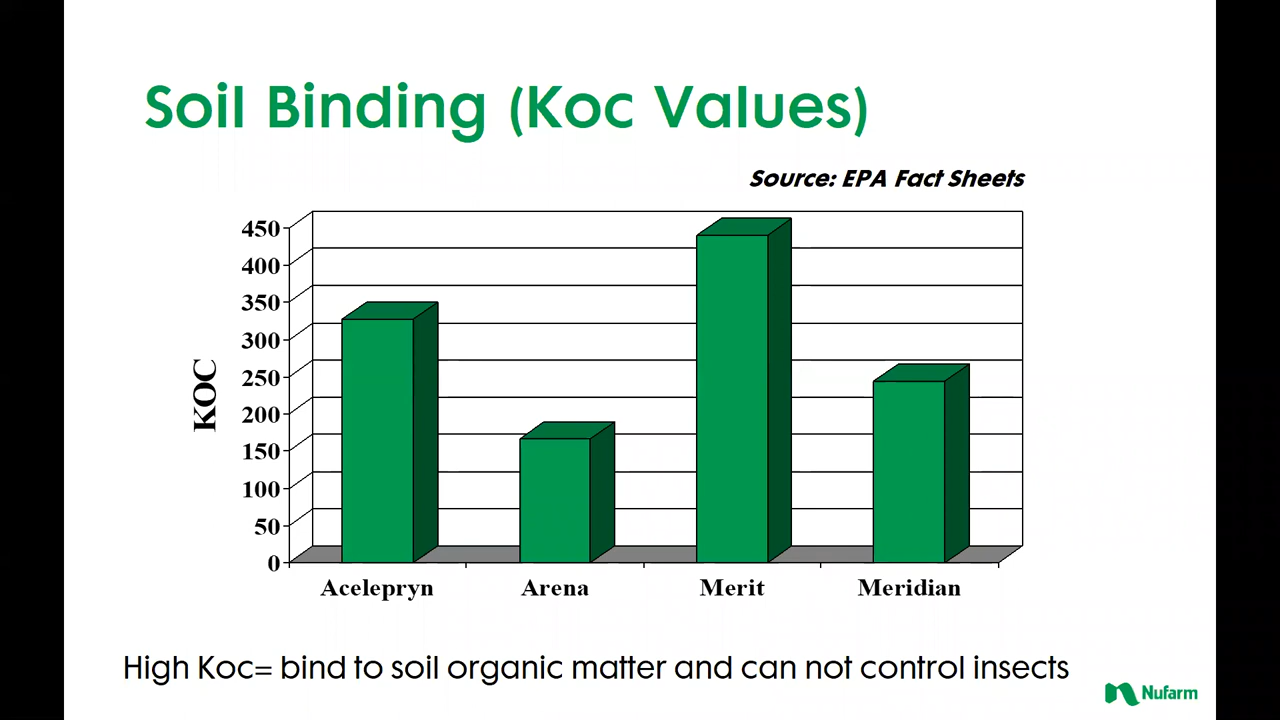 Soil Binding (Koc Values)
Source: EPA Fact Sheets
450
400
350
300
250
200
150
100
50
0
KOC
Acelepryn Arena Merit Meridian
High Koc= bind to soil organic matter and can not control insects
Nufarm